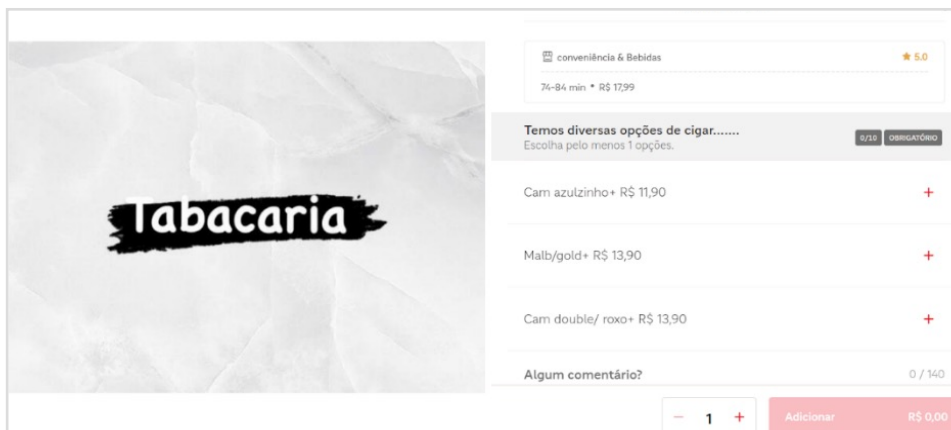 Tabacaria
conveniência & Bebidas
5.0
74-84 min • R$ 17,99
Temos diversas opções de cigar.......
0/10 OBRIGATÓRIO
Escolha pelo menos 1 opções.
Cam azulzinho+ R$ 11,90
+
Malb/gold+ R$ 13,90
+
Cam double/ roxo+ R$ 13,90
+
Algum comentário? 0 / 140
− 1 + Adicionar R$ 0,00